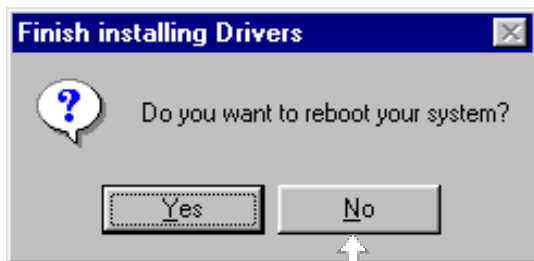 Finish installing Drivers
Do you want to reboot your system?
Yes No